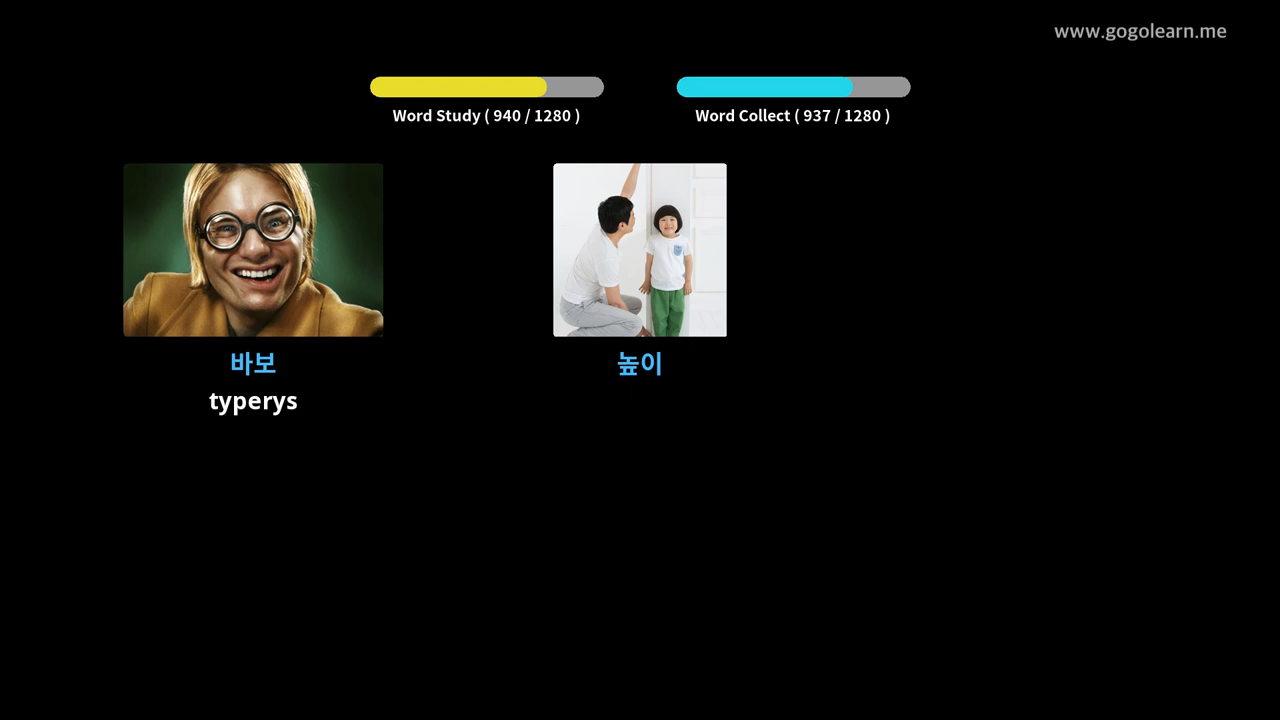 www.gogolearn.me
Word Study ( 940 / 1280 )
Word Collect ( 937 / 1280 )
바보
높이
typerys